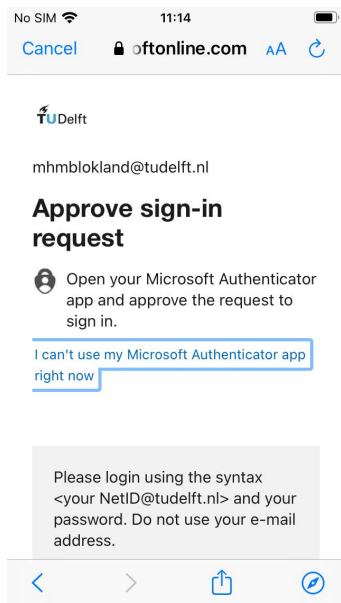 No SIM 11:14
Cancel oftonline.com AA
TUDelft
mhmblokland@tudelft.nl
Approve sign-in
request
Open your Microsoft Authenticator
app and approve the request to
sign in.
I can't use my Microsoft Authenticator app
right now
Please login using the syntax
<your NetID@tudelft.nl> and your
password. Do not use your e-mail
address.